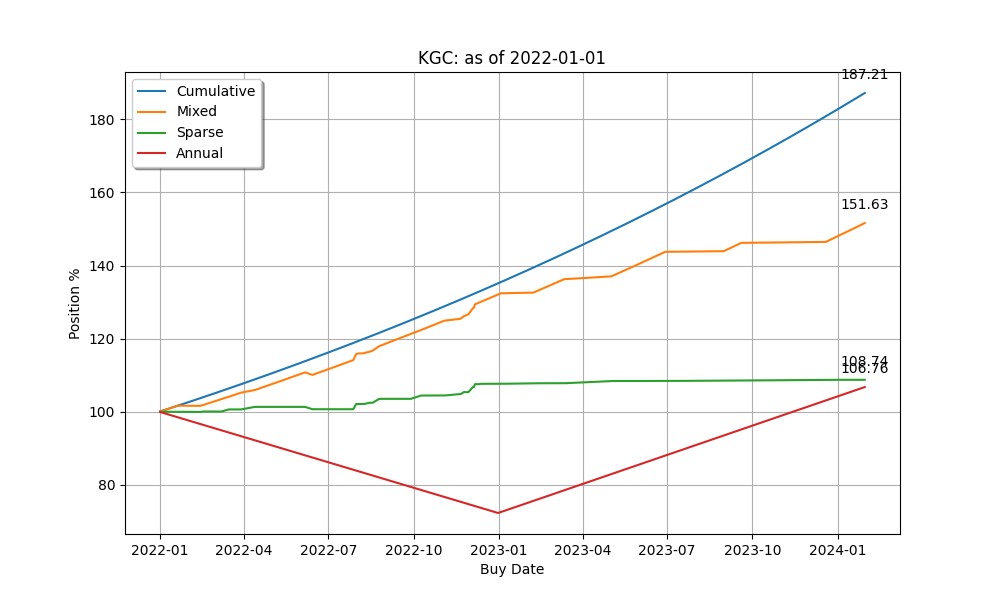 KGC: as of 2022-01-01
Cumulative
Mixed
Sparse
Annual
187.21
151.63
108.74
106.76
180
160
140
120
100
80
Position %
2022-01 2022-04 2022-07 2022-10 2023-01 2023-04 2023-07 2023-10 2024-01
Buy Date